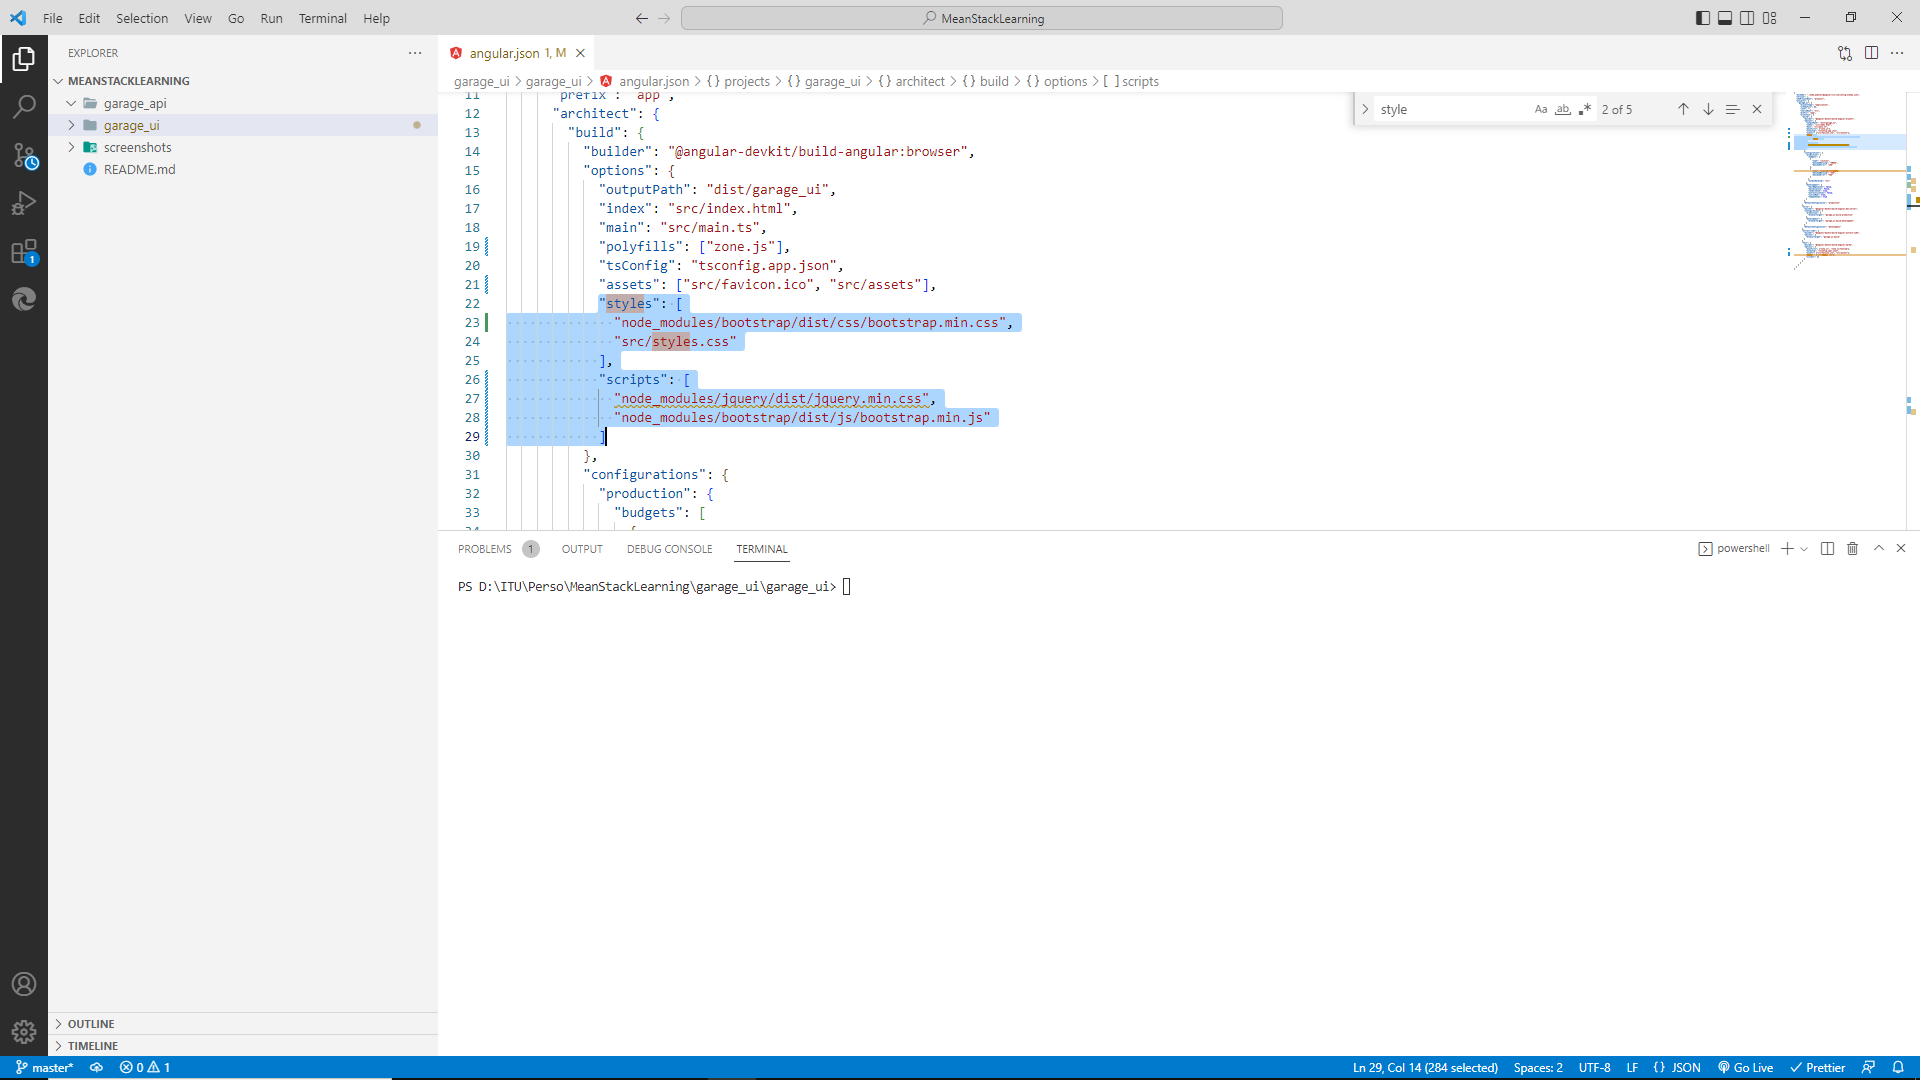 File Edit Selection View Go Run Terminal Help
MeanStackLearning
EXPLORER
MEANSTACKLEARNING
garage_api
garage_ui
screenshots
README.md
OUTLINE
TIMELINE
angular.json 1, M
garage_ui > garage_ui > angular.json > {} projects > {} garage_ui > {} architect > {} build > {} options > [ ] scripts
style Aa ab .* 2 of 5
11 "prefix": "app",
12 "architect": {
13 "build": {
14 "builder": "@angular-devkit/build-angular:browser",
15 "options": {
16 "outputPath": "dist/garage_ui",
17 "index": "src/index.html",
18 "main": "src/main.ts",
19 "polyfills": ["zone.js"],
20 "tsConfig": "tsconfig.app.json",
21 "assets": ["src/favicon.ico", "src/assets"],
22 "styles": [
23 "node_modules/bootstrap/dist/css/bootstrap.min.css",
24 "src/styles.css"
25 ],
26 "scripts": [
27 "node_modules/jquery/dist/jquery.min.css",
28 "node_modules/bootstrap/dist/js/bootstrap.min.js"
29 ]
30 },
31 "configurations": {
32 "production": {
33 "budgets": [
PROBLEMS 1 OUTPUT DEBUG CONSOLE TERMINAL
powershell
PS D:\ITU\Perso\MeanStackLearning\garage_ui\garage_ui>
1
master* 0 1
Ln 29, Col 14 (284 selected) Spaces: 2 UTF-8 LF {} JSON Go Live Prettier